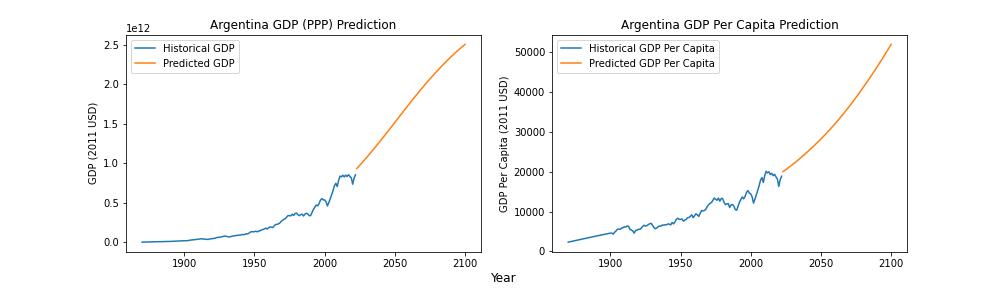 Argentina GDP (PPP) Prediction
1e12
Historical GDP
Predicted GDP
GDP (2011 USD)
2.5
2.0
1.5
1.0
0.5
0.0
1900 1950 2000 2050 2100
Argentina GDP Per Capita Prediction
Historical GDP Per Capita
Predicted GDP Per Capita
GDP Per Capita (2011 USD)
50000
40000
30000
20000
10000
0
1900 1950 2000 2050 2100
Year